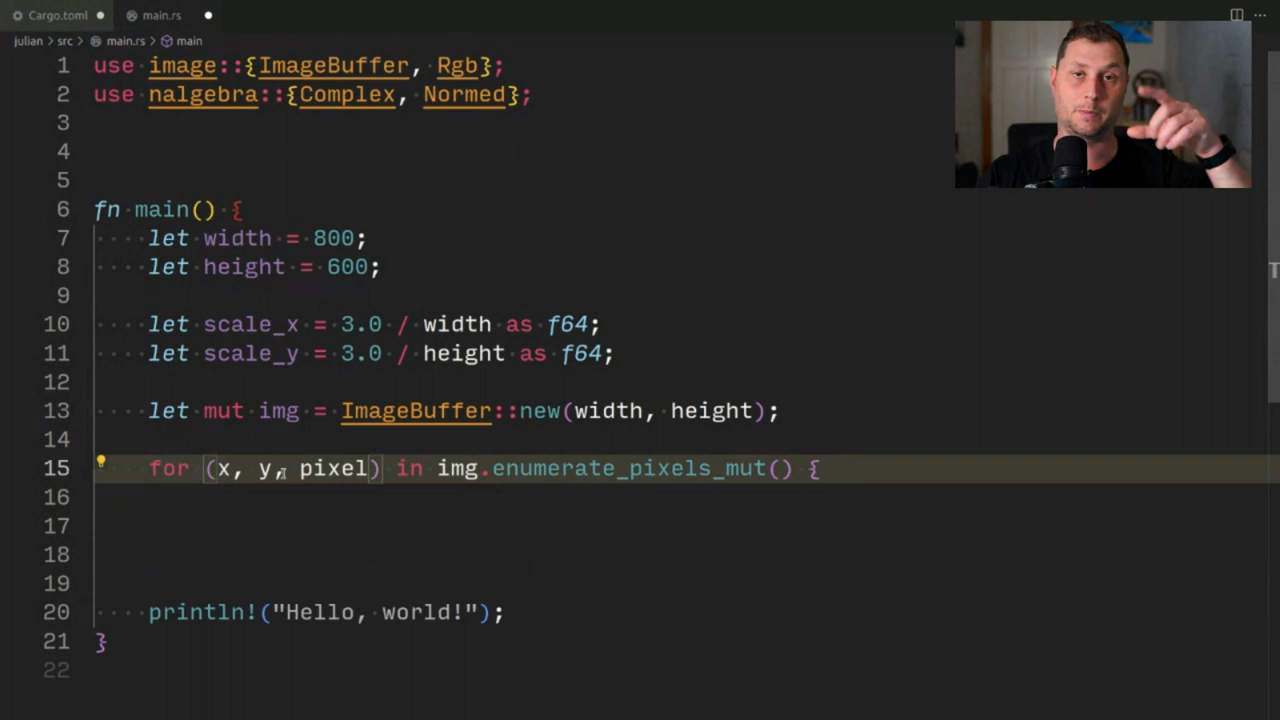 Cargo.toml main.rs
julian > src > main.rs > main
1 use image::{ImageBuffer, Rgb};
2 use nalgebra::{Complex, Normed};
3
4
5
6 fn main() {
7 let width = 800;
8 let height = 600;
9
10 let scale_x = 3.0 / width as f64;
11 let scale_y = 3.0 / height as f64;
12
13 let mut img = ImageBuffer::new(width, height);
14
15 for (x, y, pixel) in img.enumerate_pixels_mut() {
16
17
18
19
20 println!("Hello, world!");
21 }
22